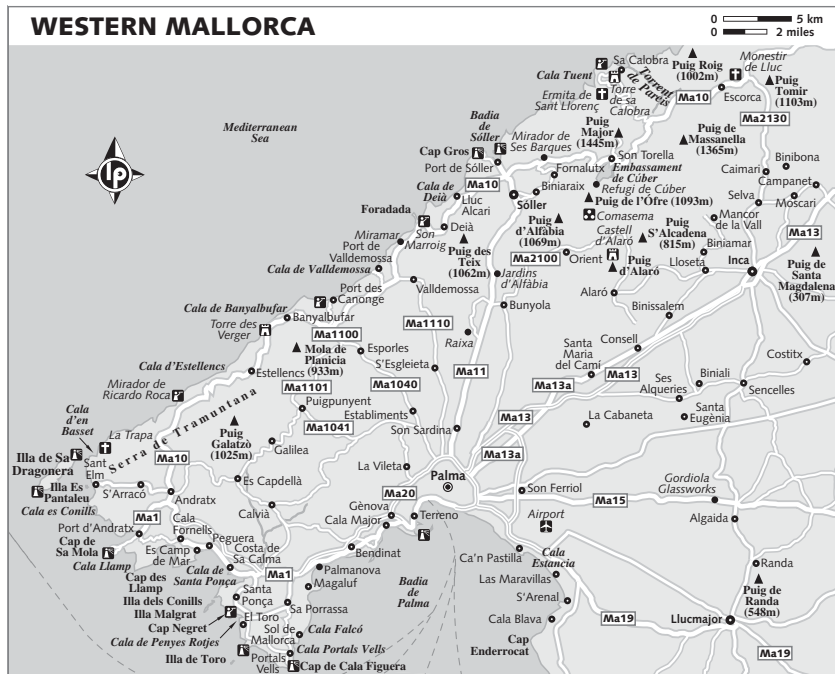 WESTERN MALLORCA
0 5 km
0 2 miles
Mediterranean
Sea
lp
Sa Calobra
Cala Tuent
Torrent
de Pareis
Puig Roig
(1002m)
Monestir
de Lluc
Puig
Tomir
(1103m)
Ermita de
Sant Llorenç
Torre
de sa
Calobra
Ma10
Escorca
Ma2130
Badia
de
Sóller
Mirador de
Ses Barques
Puig
Major
(1445m)
Puig de
Massanella
(1365m)
Cap Gros
Port de Sóller
Son Torella
Fornalutx
Embassament
de Cúber
Binibona
Caimari
Campanet
Cala de
Deià
Ma10
Biniaraix
Refugi de Cúber
Puig de l'Ofre (1093m)
Selva
Moscari
Lluc
Alcari
Sóller
Comasema
Mancor
de la Vall
Foradada
Son
Marroig
Deià
Puig
d'Alfàbia
(1069m)
Castell
d'Alaró
Puig
S'Alcadena
(815m)
Ma13
Miramar
Puig des
Teix
(1062m)
Ma2100
Orient
Biniamar
Port de
Valldemossa
Cala de Valldemossa
Jardins
d'Alfàbia
Puig
d'Alaró
Lloseta
Inca
Puig de
Santa
Magdalena
(307m)
Valldemossa
Alaró
Port des
Canonge
Cala de Banyalbufar
Banyalbufar
Bunyola
Binissalem
Torre des
Verger
Ma1100
Ma1110
Raixa
Mola de
Planicia
(933m)
Esporles
S'Esgleieta
Santa
Maria
del Camí
Consell
Costitx
Cala d'Estellencs
Estellencs
Ma11
Ma13
Ma1101
Ma1040
Ma13a
Ses
Alqueries
Biniali
Sencelles
Mirador de
Ricardo Roca
Puigpunyent
Establiments
Ma13
La Cabaneta
Santa
Eugènia
Cala
d'en
Basset
La Trapa
Serra de Tramuntana
Puig
Galatzò
(1025m)
Ma1041
Son Sardina
Galilea
Ma13a
Illa de Sa
Dragonera
Sant
Elm
Ma10
La Vileta
Palma
Gordiola
Glassworks
Illa Es
Pantaleu
S'Arracó
Andratx
Es Capdellà
Son Ferriol
Ma15
Cala es Conills
Calvià
Gènova
Ma20
Cala Major
Terreno
Airport
Algaida
Ma1
Port d'Andratx
Cala
Fornells
Peguera
Cap de
Sa Mola
Es Camp
de Mar
Costa de
Sa Calma
Bendinat
Ca'n Pastilla
Cala
Estancia
Cala Llamp
Cala de
Santa Ponça
Ma1
Palmanova
Magaluf
Badia
de
Palma
Las Maravillas
Randa
Cap des
Llamp
Santa
Ponça
S'Arenal
Puig de
Randa
(548m)
Illa dels Conills
Illa Malgrat
Sa Porrassa
Cap Negret
El Toro
Cala Blava
Ma19
Llucmajor
Cala de Penyes Rotjes
Sol de
Mallorca
Cala Falcó
Cap
Enderrocat
Illa de Toro
Portals
Vells
Cala Portals Vells
Cap de Cala Figuera
Ma19